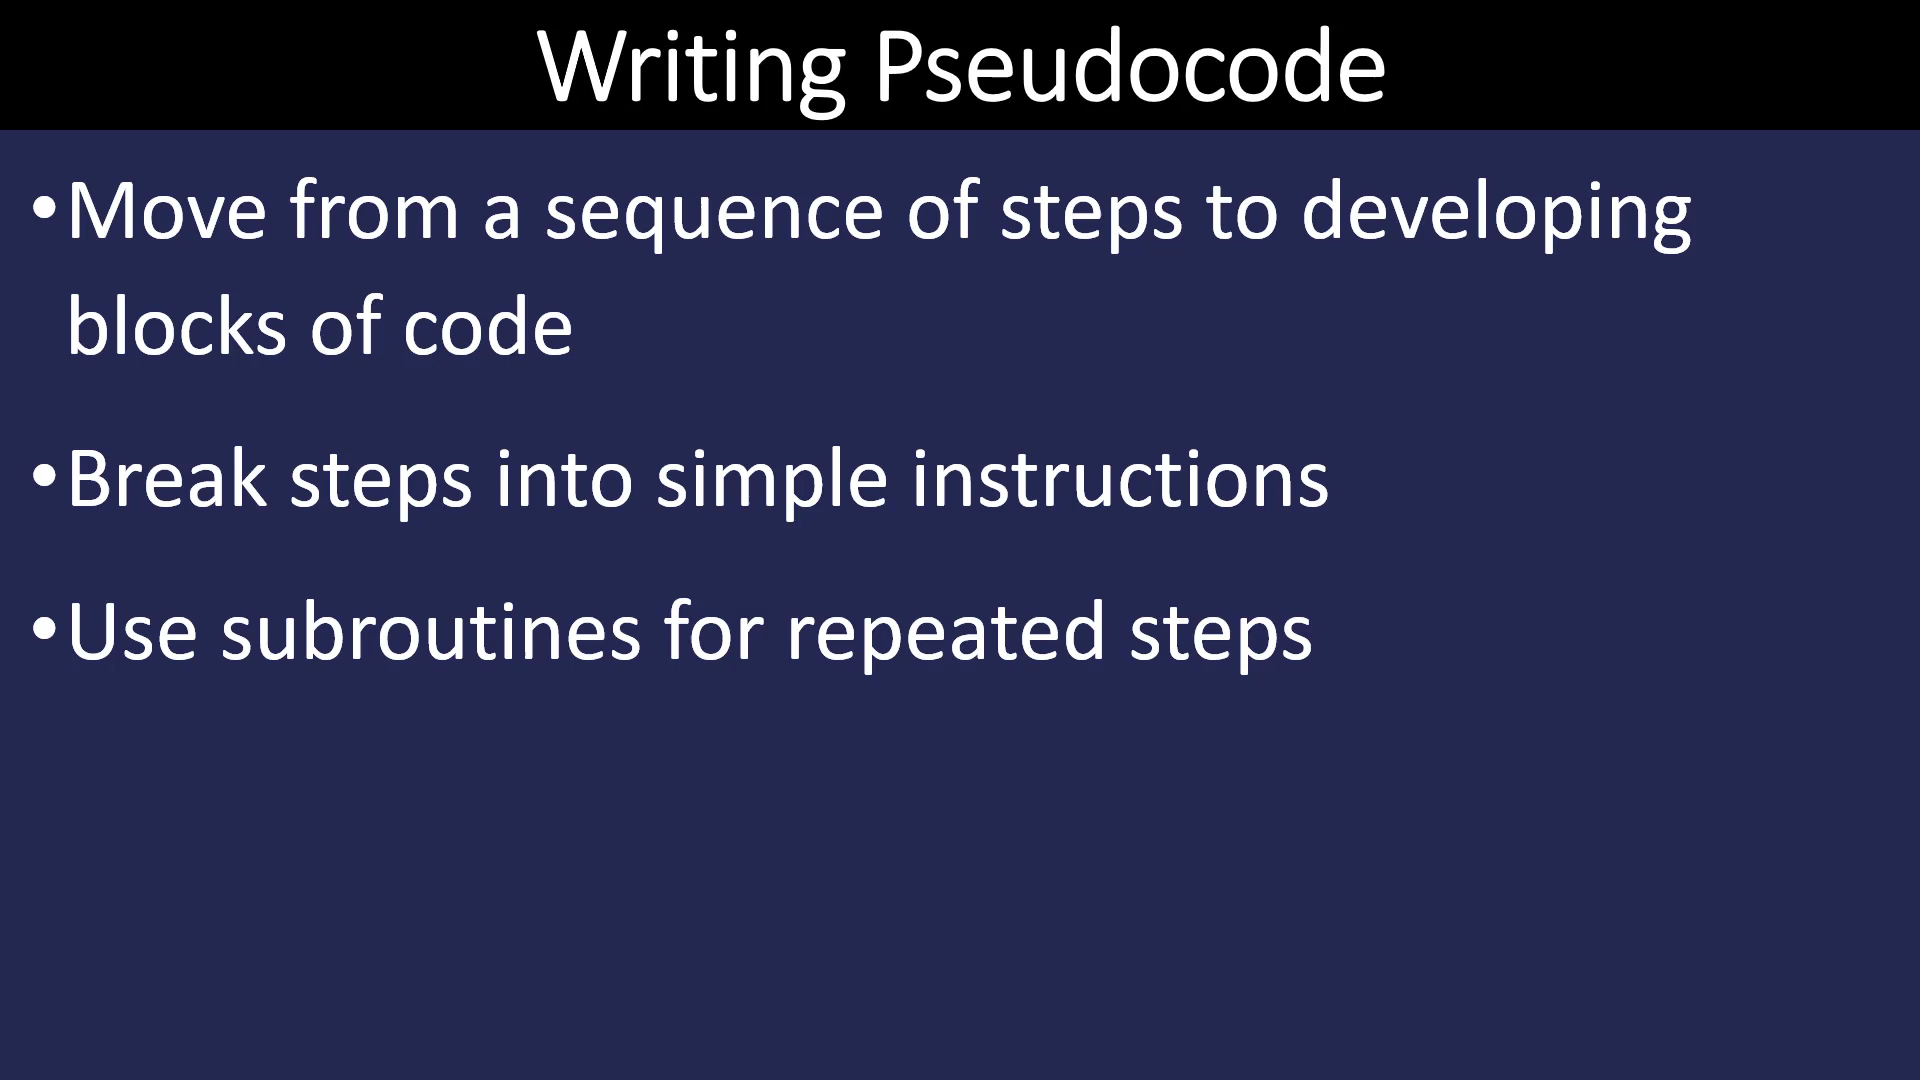 Writing Pseudocode
•Move from a sequence of steps to developing
blocks of code
•Break steps into simple instructions
•Use subroutines for repeated steps